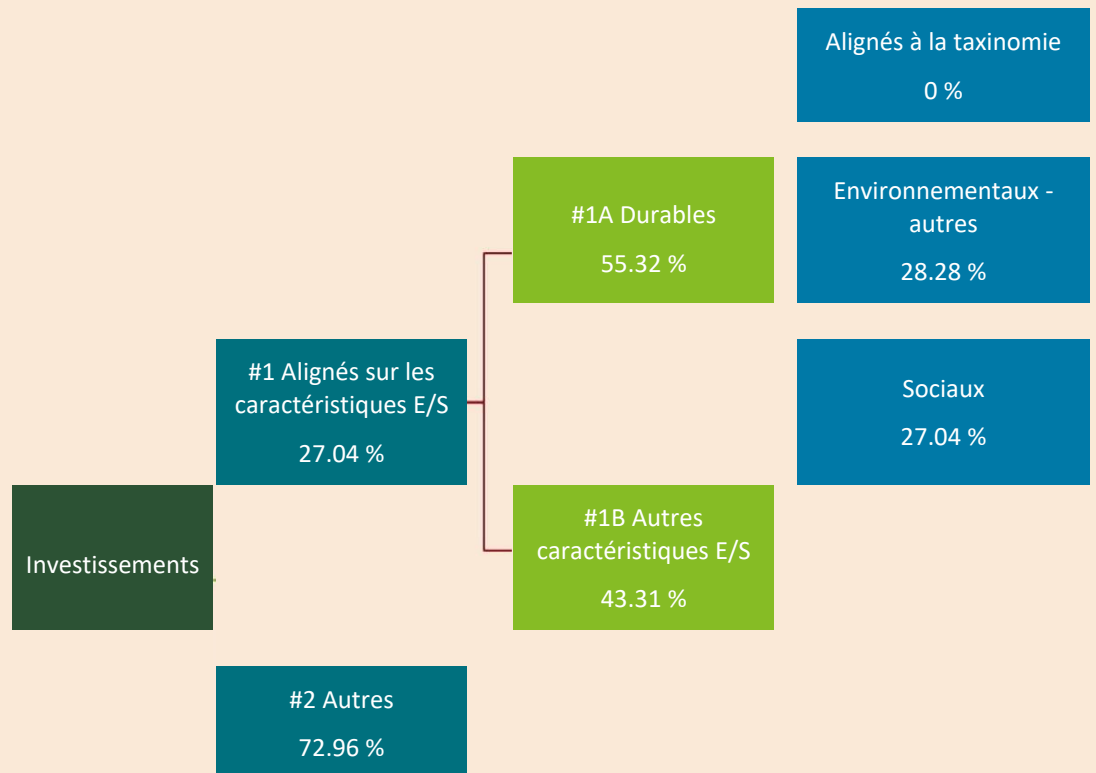 Investissements
#1 Alignés sur les
caractéristiques E/S
27.04 %
#2 Autres
72.96 %
#1A Durables
55.32 %
#1B Autres
caractéristiques E/S
43.31 %
Alignés à la taxinomie
0 %
Environnementaux -
autres
28.28 %
Sociaux
27.04 %